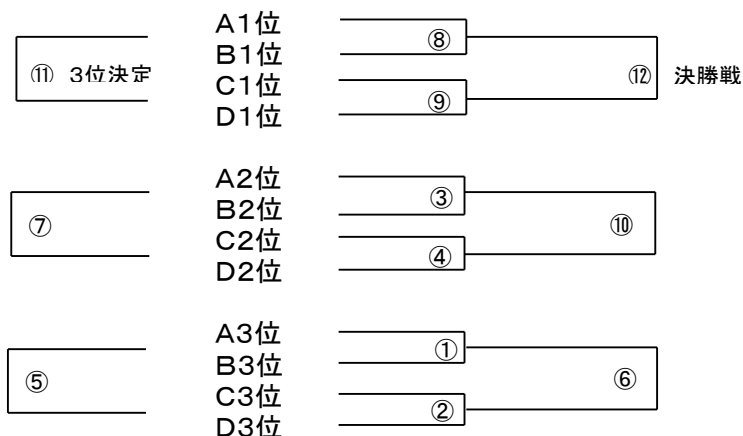 A1位
⑧
B1位
⑪ 3位決定
⑫ 決勝戦
C1位
⑨
D1位
A2位
③
B2位
⑦
⑩
C2位
④
D2位
A3位
①
B3位
⑤
⑥
C3位
②
D3位